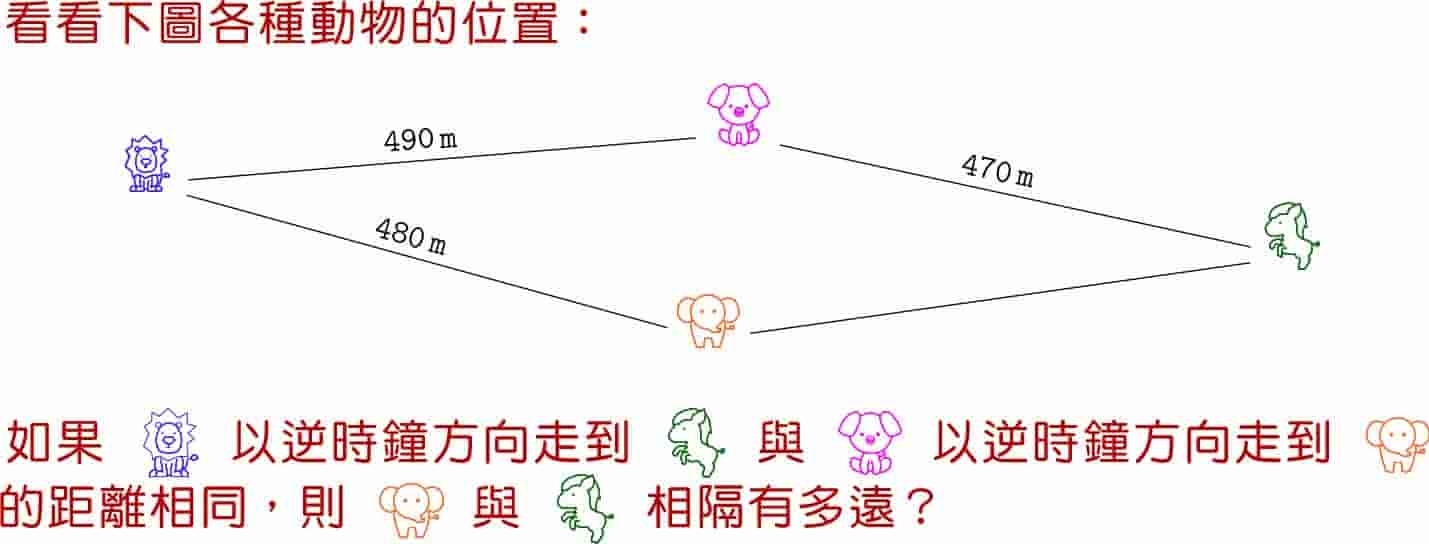 看看下圖各種動物的位置：
490 m
470 m
480 m
如果 以逆時鐘方向走到 與 以逆時鐘方向走到
的距離相同，則 與 相隔有多遠？